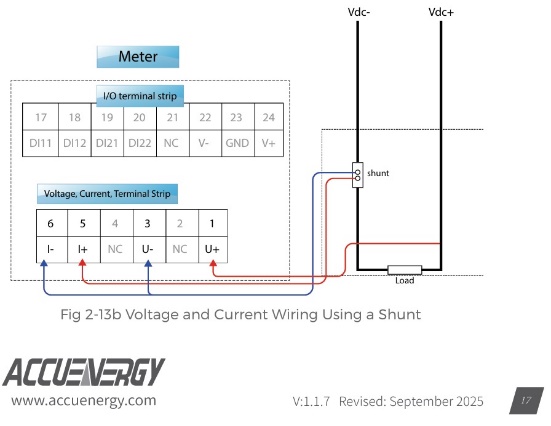 Vdc- Vdc+
Meter
I/O terminal strip
17 18 19 20 21 22 23 24
DI11 DI12 DI21 DI22 NC V- GND V+
shunt
Voltage, Current, Terminal Strip
6 5 4 3 2 1
I- I+ NC U- NC U+
Load
Fig 2-13b Voltage and Current Wiring Using a Shunt
ACCUENERGY
www.accuenergy.com
V:1.1.7 Revised: September 2025
17